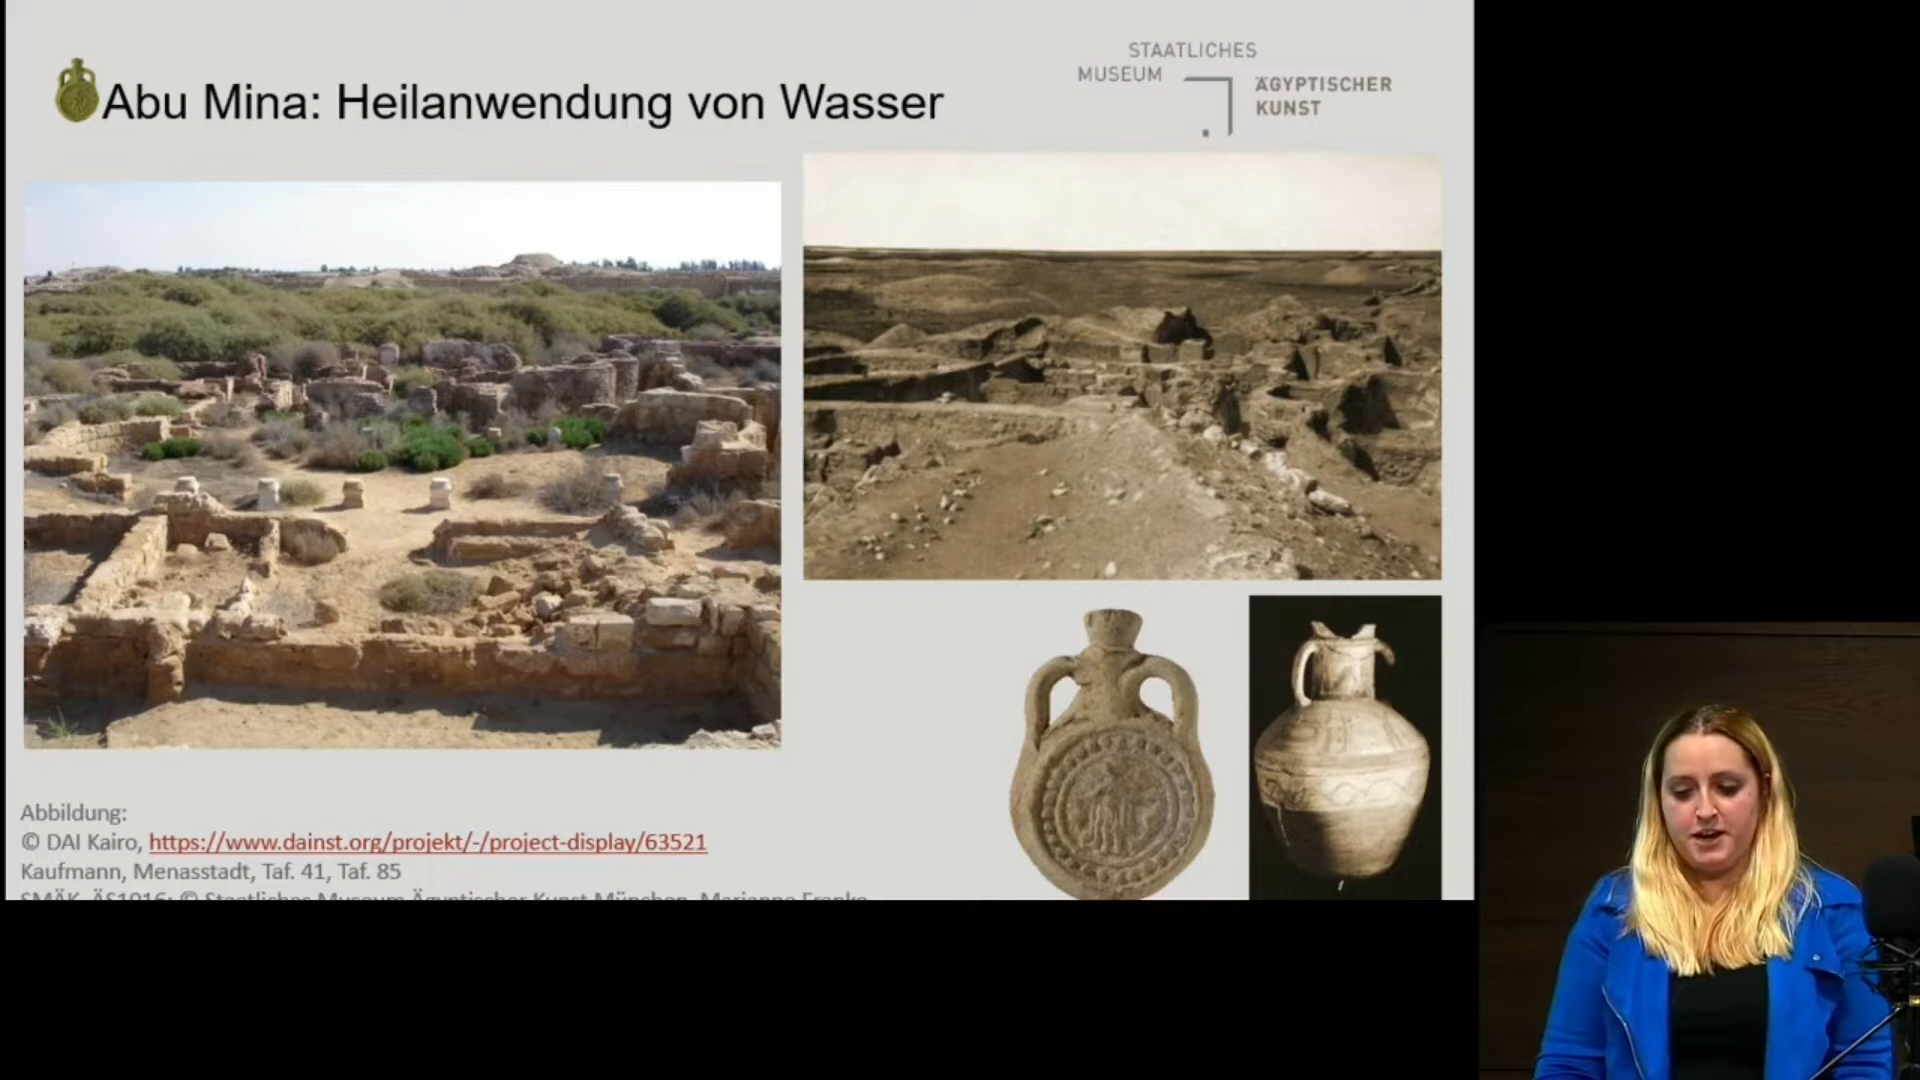 Abu Mina: Heilanwendung von Wasser
STAATLICHES
MUSEUM
ÄGYPTISCHER
KUNST
Abbildung:
© DAI Kairo, https://www.dainst.org/projekt/-/project-display/63521
Kaufmann, Menasstadt, Taf. 41, Taf. 85
SMÄK, ÄS1916: © Staatliches Museum Ägyptischer Kunst München, Marianne Franke